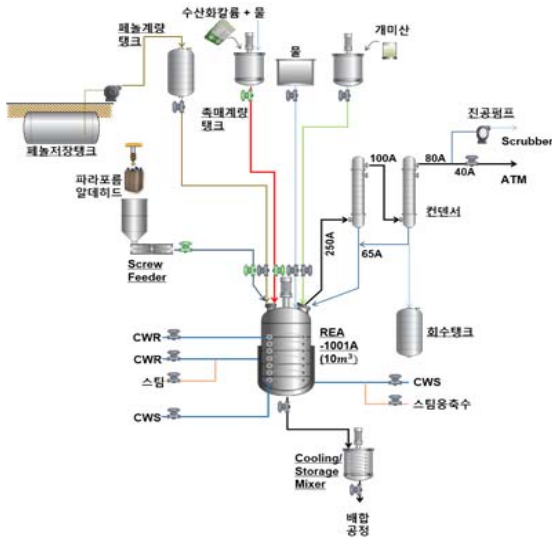 수산화칼륨 + 물
페놀계량
탱크
물
개미산
촉매계량
탱크
진공펌프
Scrubber
페놀저장탱크
파라포름
알데히드
100A
80A
40A
ATM
컨덴서
250A
65A
Screw
Feeder
회수탱크
REA
-1001A
(10m³)
CWR
CWR
스팀
CWS
CWS
스팀응축수
Cooling/
Storage
Mixer
배합
공정